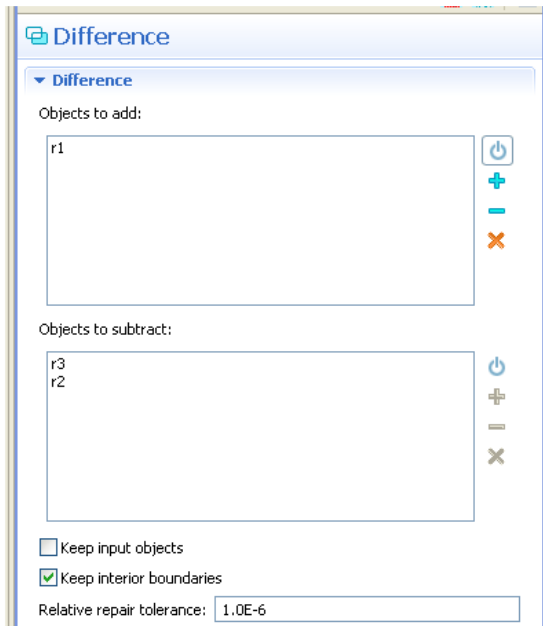 Difference
Difference
Objects to add:
r1
Objects to subtract:
r3
r2
Keep input objects
Keep interior boundaries
Relative repair tolerance: 1.0E-6